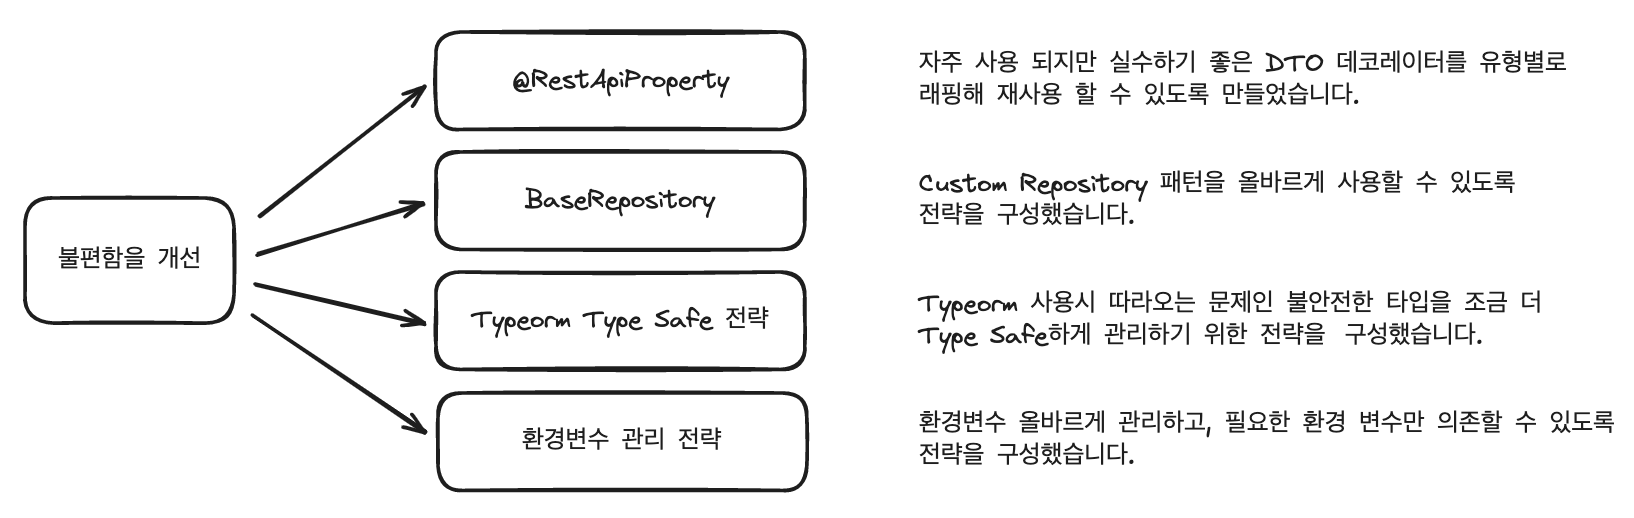 불편함을 개선
@RestApiProperty
자주 사용 되지만 실수하기 좋은 DTO 데코레이터를 유형별로
래핑해 재사용 할 수 있도록 만들었습니다.
BaseRepository
Custom Repository 패턴을 올바르게 사용할 수 있도록
전략을 구성했습니다.
Typeorm Type Safe 전략
Typeorm 사용시 따라오는 문제인 불안전한 타입을 조금 더
Type Safe하게 관리하기 위한 전략을 구성했습니다.
환경변수 관리 전략
환경변수 올바르게 관리하고, 필요한 환경 변수만 의존할 수 있도록
전략을 구성했습니다.